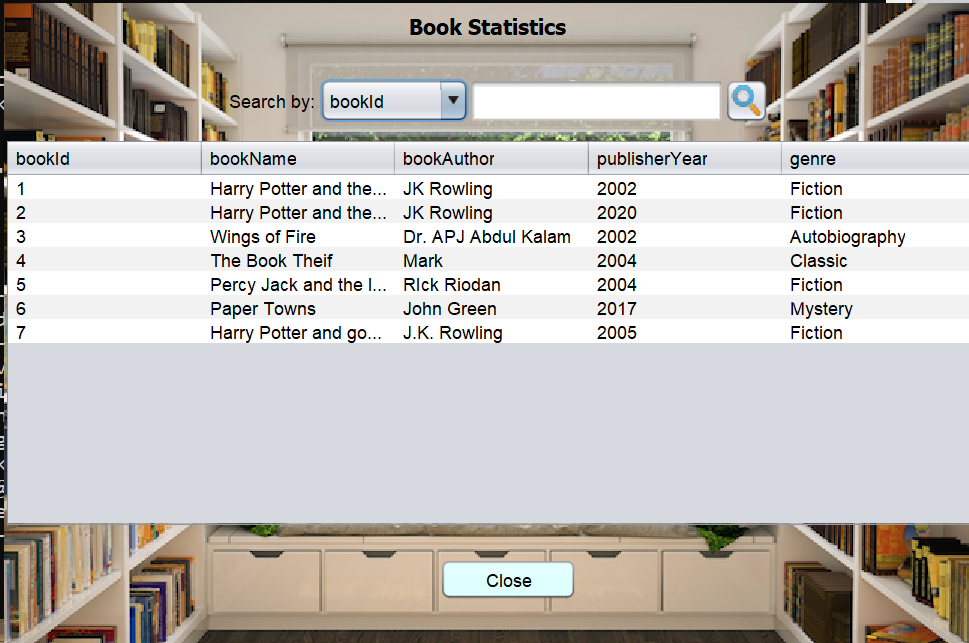 Book Statistics
Search by: bookId
bookId bookName bookAuthor publisherYear genre
1 Harry Potter and the... JK Rowling 2002 Fiction
2 Harry Potter and the... JK Rowling 2020 Fiction
3 Wings of Fire Dr. APJ Abdul Kalam 2002 Autobiography
4 The Book Theif Mark 2004 Classic
5 Percy Jack and the l... RIck Riodan 2004 Fiction
6 Paper Towns John Green 2017 Mystery
7 Harry Potter and go... J.K. Rowling 2005 Fiction
Close